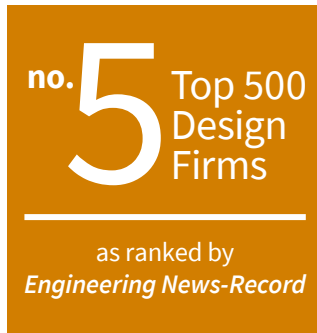 no. 5 Top 500
Design
Firms
as ranked by
Engineering News-Record